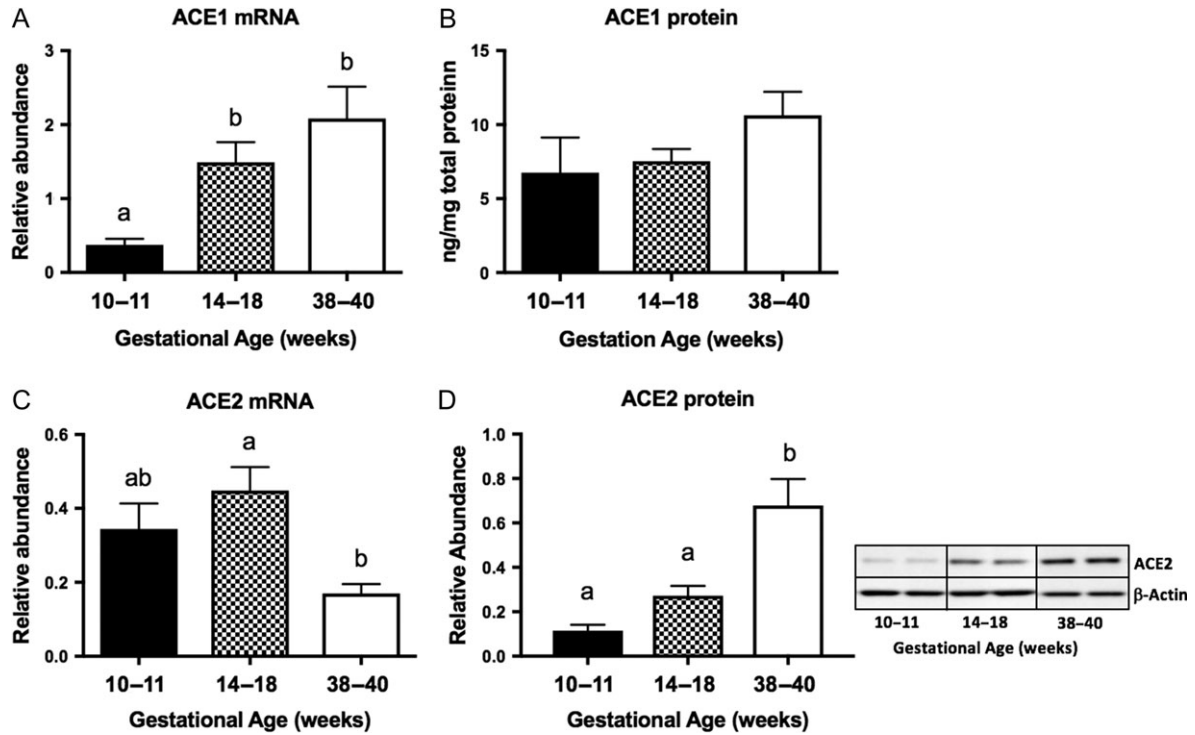 A
ACE1 mRNA
Relative abundance
3
2
1
0
a
b
b
10–11
14–18
38–40
Gestational Age (weeks)
B
ACE1 protein
ng/mg total proteinn
15
10
5
0
10–11
14–18
38–40
Gestation Age (weeks)
C
ACE2 mRNA
Relative abundance
0.6
0.4
0.2
0.0
ab
a
b
10–11
14–18
38–40
Gestational Age (weeks)
D
ACE2 protein
Relative Abundance
1.0
0.8
0.6
0.4
0.2
0.0
a
a
b
10–11
14–18
38–40
Gestational Age (weeks)
ACE2
β-Actin
10–11
14–18
38–40
Gestational Age (weeks)